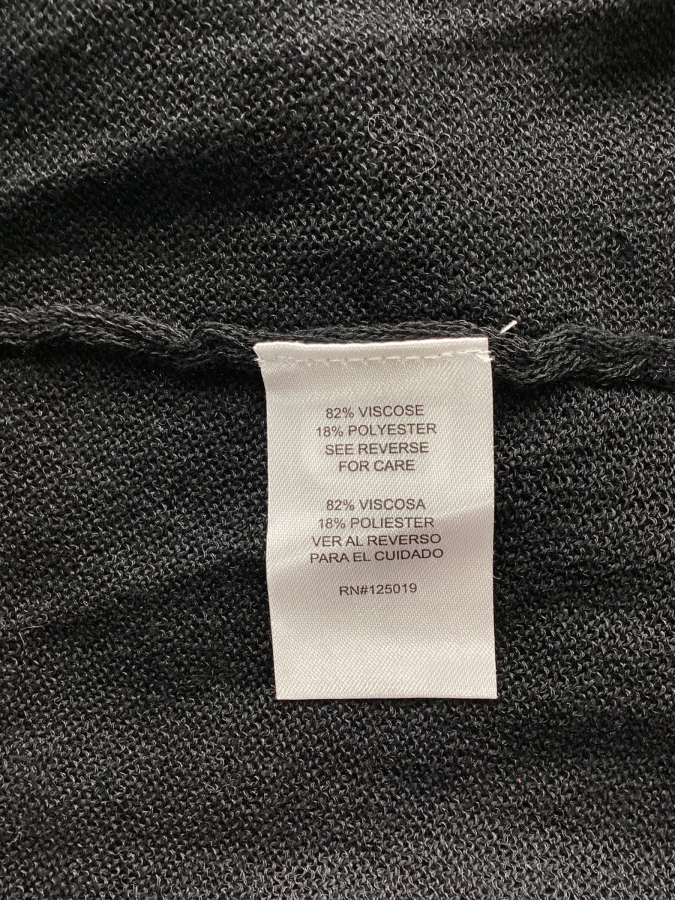 82% VISCOSE
18% POLYESTER
SEE REVERSE
FOR CARE
82% VISCOSA
18% POLIESTER
VER AL REVERSO
PARA EL CUIDADO
RN#125019